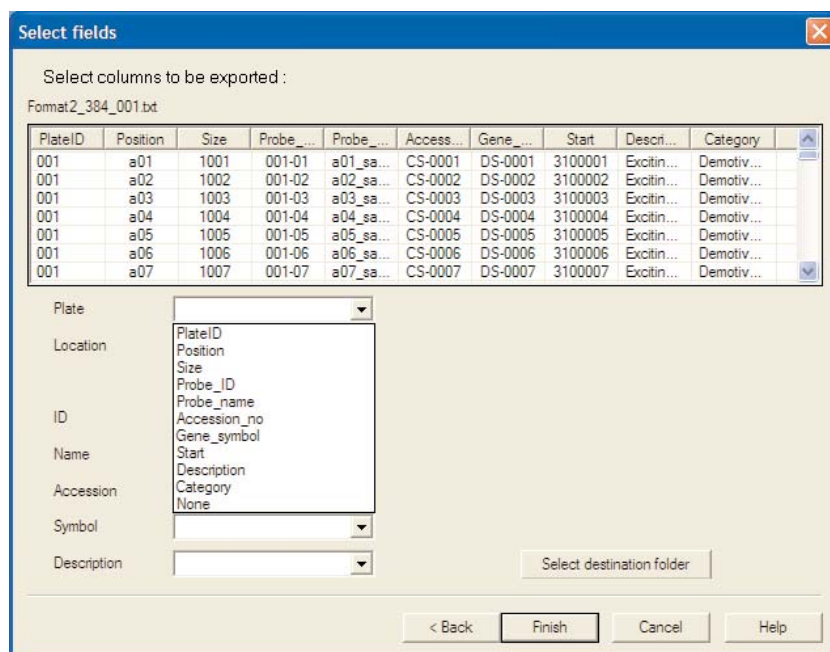 Select fields
Select columns to be exported :
Format2_384_001.txt
PlateID Position Size Probe_... Probe_... Access... Gene_... Start Descri... Category
001 a01 1001 001-01 a01_sa... CS-0001 DS-0001 3100001 Excitin... Demotiv...
001 a02 1002 001-02 a02_sa... CS-0002 DS-0002 3100002 Excitin... Demotiv...
001 a03 1003 001-03 a03_sa... CS-0003 DS-0003 3100003 Excitin... Demotiv...
001 a04 1004 001-04 a04_sa... CS-0004 DS-0004 3100004 Excitin... Demotiv...
001 a05 1005 001-05 a05_sa... CS-0005 DS-0005 3100005 Excitin... Demotiv...
001 a06 1006 001-06 a06_sa... CS-0006 DS-0006 3100006 Excitin... Demotiv...
001 a07 1007 001-07 a07_sa... CS-0007 DS-0007 3100007 Excitin... Demotiv...
Plate
PlateID
Location
Position
Size
Probe_ID
Probe_name
ID
Accession_no
Gene_symbol
Name
Start
Description
Accession
Category
None
Symbol
Description
Select destination folder
< Back Finish Cancel Help